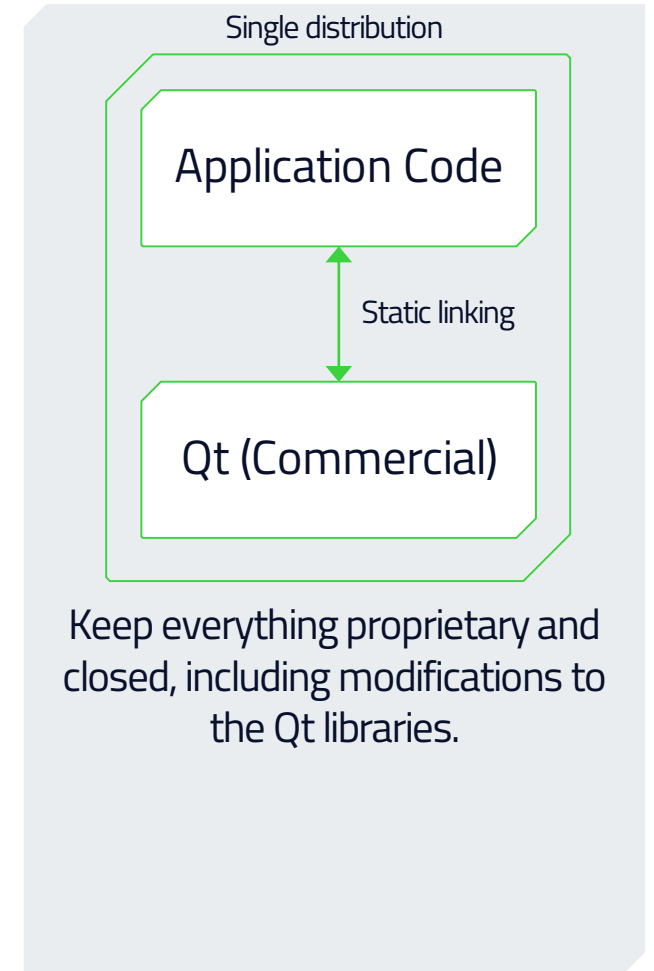 Single distribution
Application Code
Static linking
Qt (Commercial)
Keep everything proprietary and
closed, including modifications to
the Qt libraries.